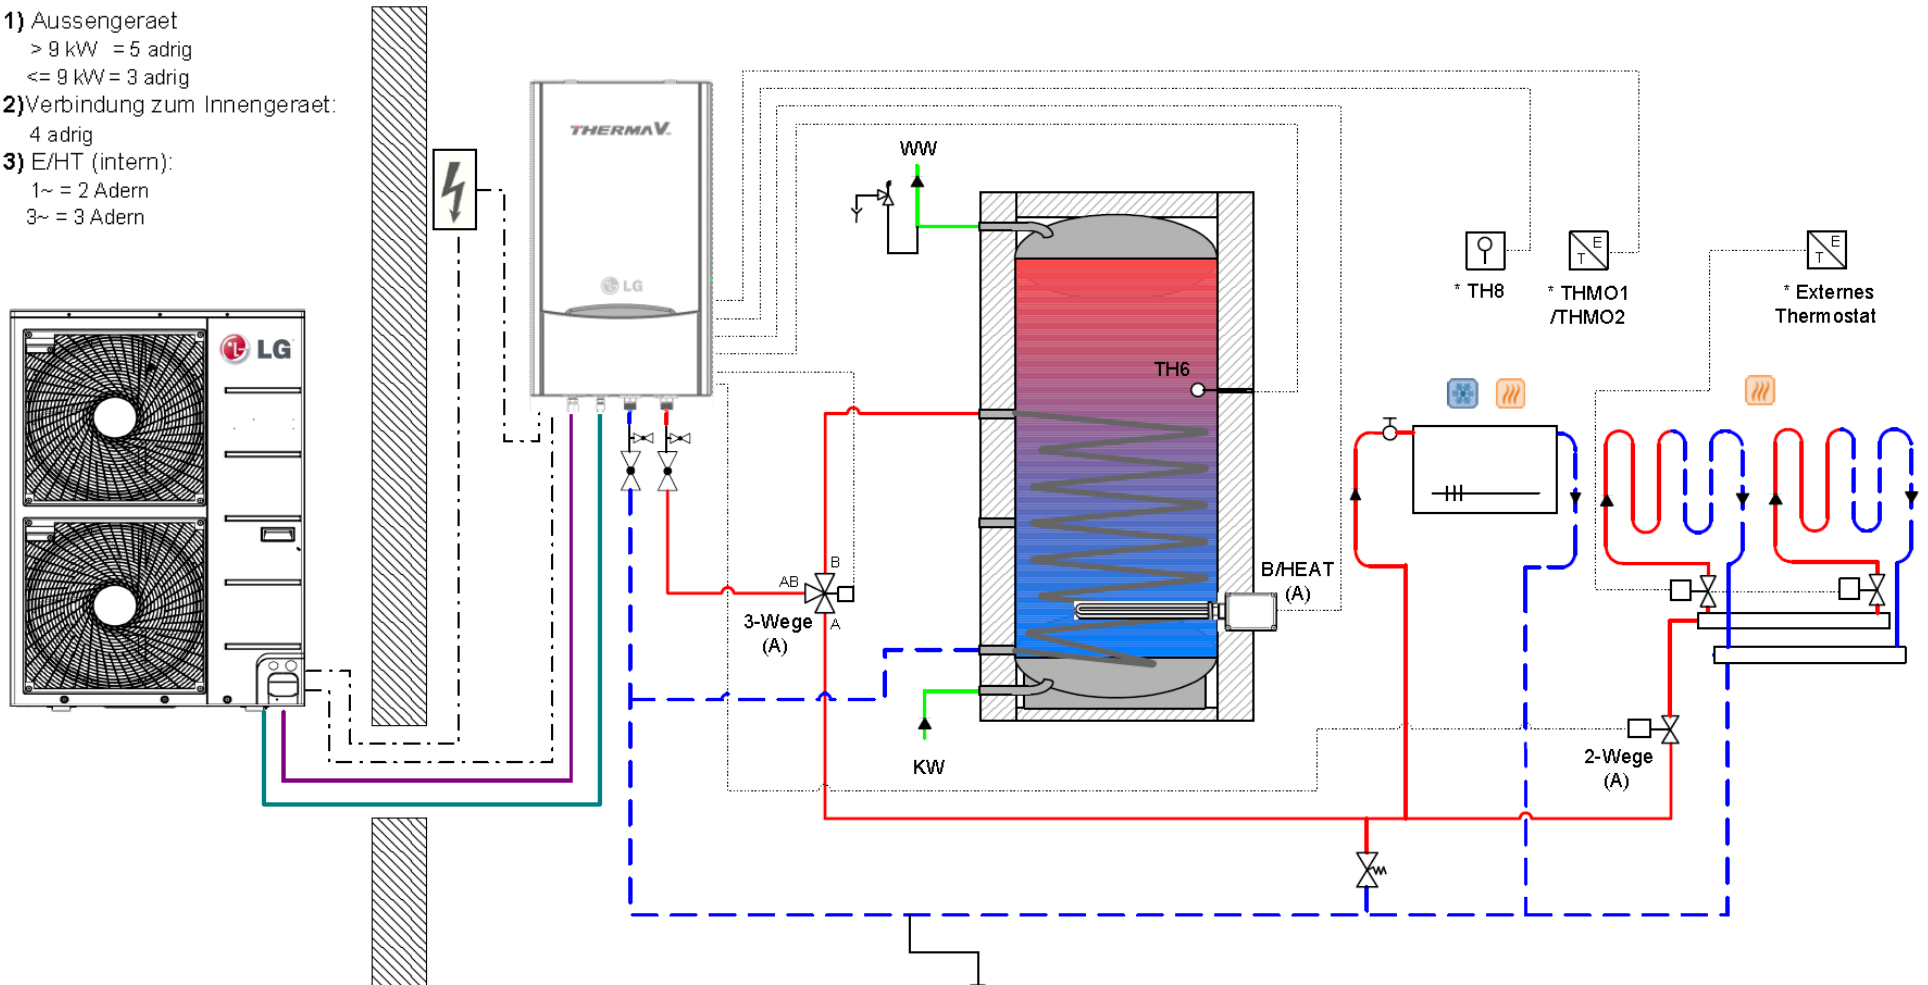 1) Aussengeraet
> 9 kW = 5 adrig
<= 9 kW = 3 adrig
2)Verbindung zum Innengeraet:
4 adrig
3) E/HT (intern):
1~ = 2 Adern
3~ = 3 Adern
THERMAV.
LG
LG
WW
TH6
B/HEAT
(A)
KW
B
AB
A
3-Wege
(A)
* TH8
E
T
* THMO1
/THMO2
E
T
* Externes
Thermostat
2-Wege
(A)